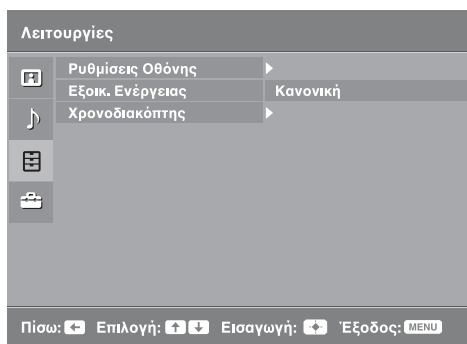 Λειτουργίες
Ρυθμίσεις Οθόνης
Εξοικ. Ενέργειας Κανονική
Χρονοδιακόπτης
Πίσω: Επιλογή: Εισαγωγή: Έξοδος: MENU